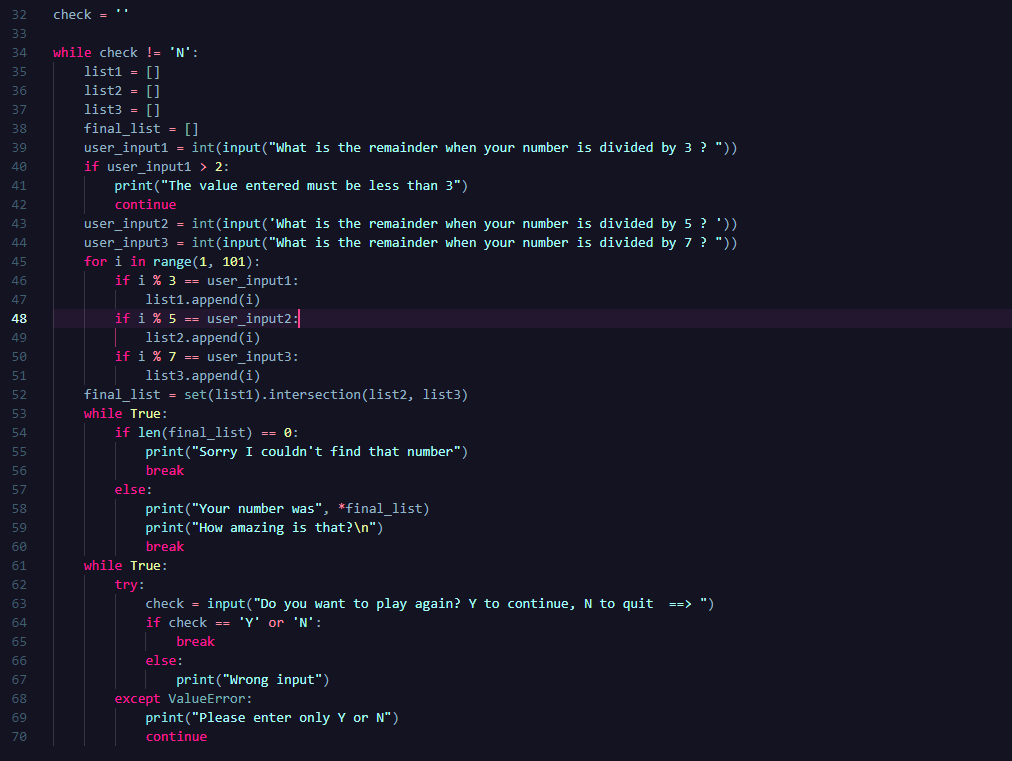 32 check = ''
33
34 while check != 'N':
35     list1 = []
36     list2 = []
37     list3 = []
38     final_list = []
39     user_input1 = int(input("What is the remainder when your number is divided by 3 ? "))
40     if user_input1 > 2:
41         print("The value entered must be less than 3")
42         continue
43     user_input2 = int(input('What is the remainder when your number is divided by 5 ? '))
44     user_input3 = int(input("What is the remainder when your number is divided by 7 ? "))
45     for i in range(1, 101):
46         if i % 3 == user_input1:
47             list1.append(i)
48         if i % 5 == user_input2:
49             list2.append(i)
50         if i % 7 == user_input3:
51             list3.append(i)
52     final_list = set(list1).intersection(list2, list3)
53     while True:
54         if len(final_list) == 0:
55             print("Sorry I couldn't find that number")
56             break
57         else:
58             print("Your number was", *final_list)
59             print("How amazing is that?\n")
60             break
61     while True:
62         try:
63             check = input("Do you want to play again? Y to continue, N to quit  ==> ")
64             if check == 'Y' or 'N':
65                 break
66             else:
67                 print("Wrong input")
68         except ValueError:
69             print("Please enter only Y or N")
70             continue